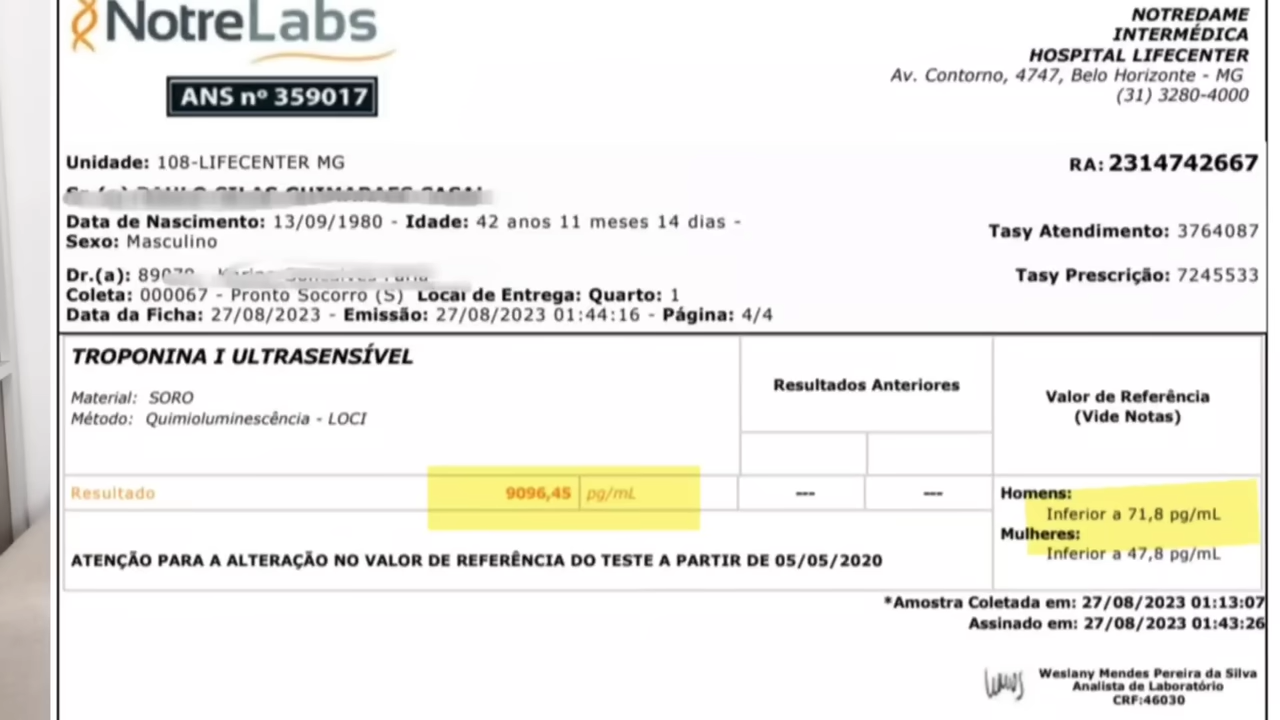 NotreLabs
ANS nº 359017
NOTREDAME
INTERMÉDICA
HOSPITAL LIFECENTER
Av. Contorno, 4747, Belo Horizonte - MG
(31) 3280-4000
Unidade: 108-LIFECENTER MG
RA: 2314742667
Data de Nascimento: 13/09/1980 - Idade: 42 anos 11 meses 14 dias -
Sexo: Masculino
Tasy Atendimento: 3764087
Dr.(a):
Tasy Prescrição: 7245533
Coleta: 000067 - Pronto Socorro (S) Local de Entrega: Quarto: 1
Data da Ficha: 27/08/2023 - Emissão: 27/08/2023 01:44:16 - Página: 4/4
TROPONINA I ULTRASENSÍVEL
Material: SORO
Método: Quimioluminescência - LOCI
Resultados Anteriores
Valor de Referência
(Vide Notas)
Resultado 9096,45 pg/mL --- ---
Homens:
Inferior a 71,8 pg/mL
Mulheres:
Inferior a 47,8 pg/mL
ATENÇÃO PARA A ALTERAÇÃO NO VALOR DE REFERÊNCIA DO TESTE A PARTIR DE 05/05/2020
*Amostra Coletada em: 27/08/2023 01:13:07
Assinado em: 27/08/2023 01:43:26
Weslany Mendes Pereira da Silva
Analista de Laboratório
CRF:46030